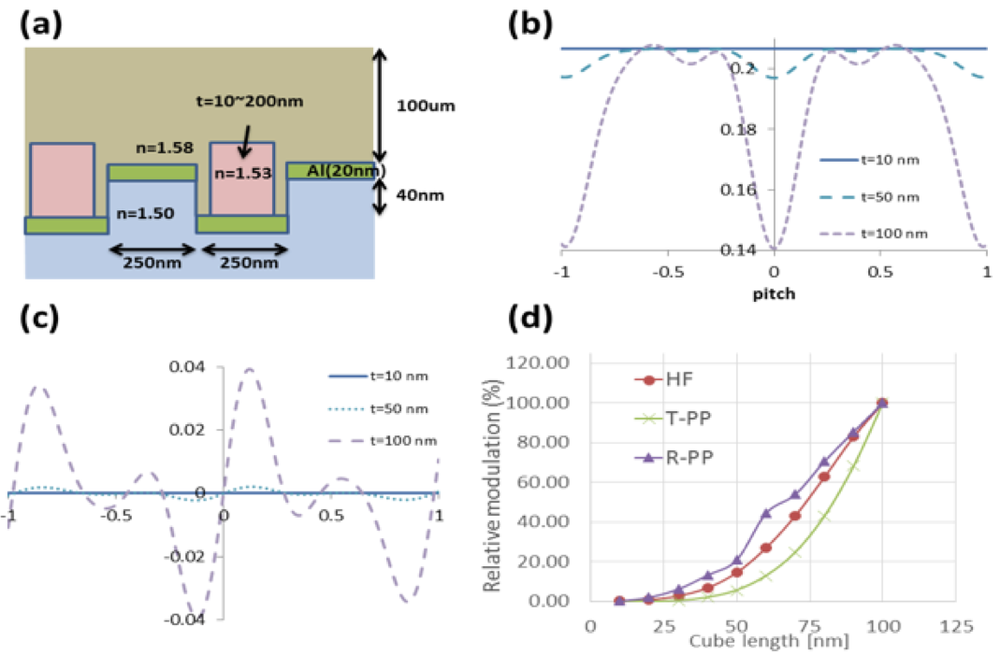 (a)
t=10~200nm
100um
n=1.58
n=1.53
Al(20nm)
40nm
n=1.50
250nm
250nm
(b)
0.2
0.18
0.16
0.14
t=10 nm
t=50 nm
t=100 nm
-1
-0.5
0
0.5
1
pitch
(c)
0.04
0.02
0
-0.02
-0.04
t=10 nm
t=50 nm
t=100 nm
-1
-0.5
0
0.5
1
(d)
Relative modulation (%)
120.00
100.00
80.00
60.00
40.00
20.00
0.00
HF
T-PP
R-PP
0
25
50
75
100
125
Cube length [nm]